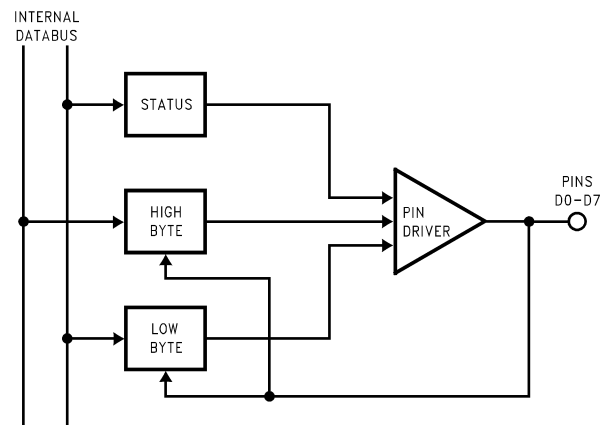 INTERNAL
DATABUS
STATUS
HIGH
BYTE
LOW
BYTE
PIN
DRIVER
PINS
D0-D7